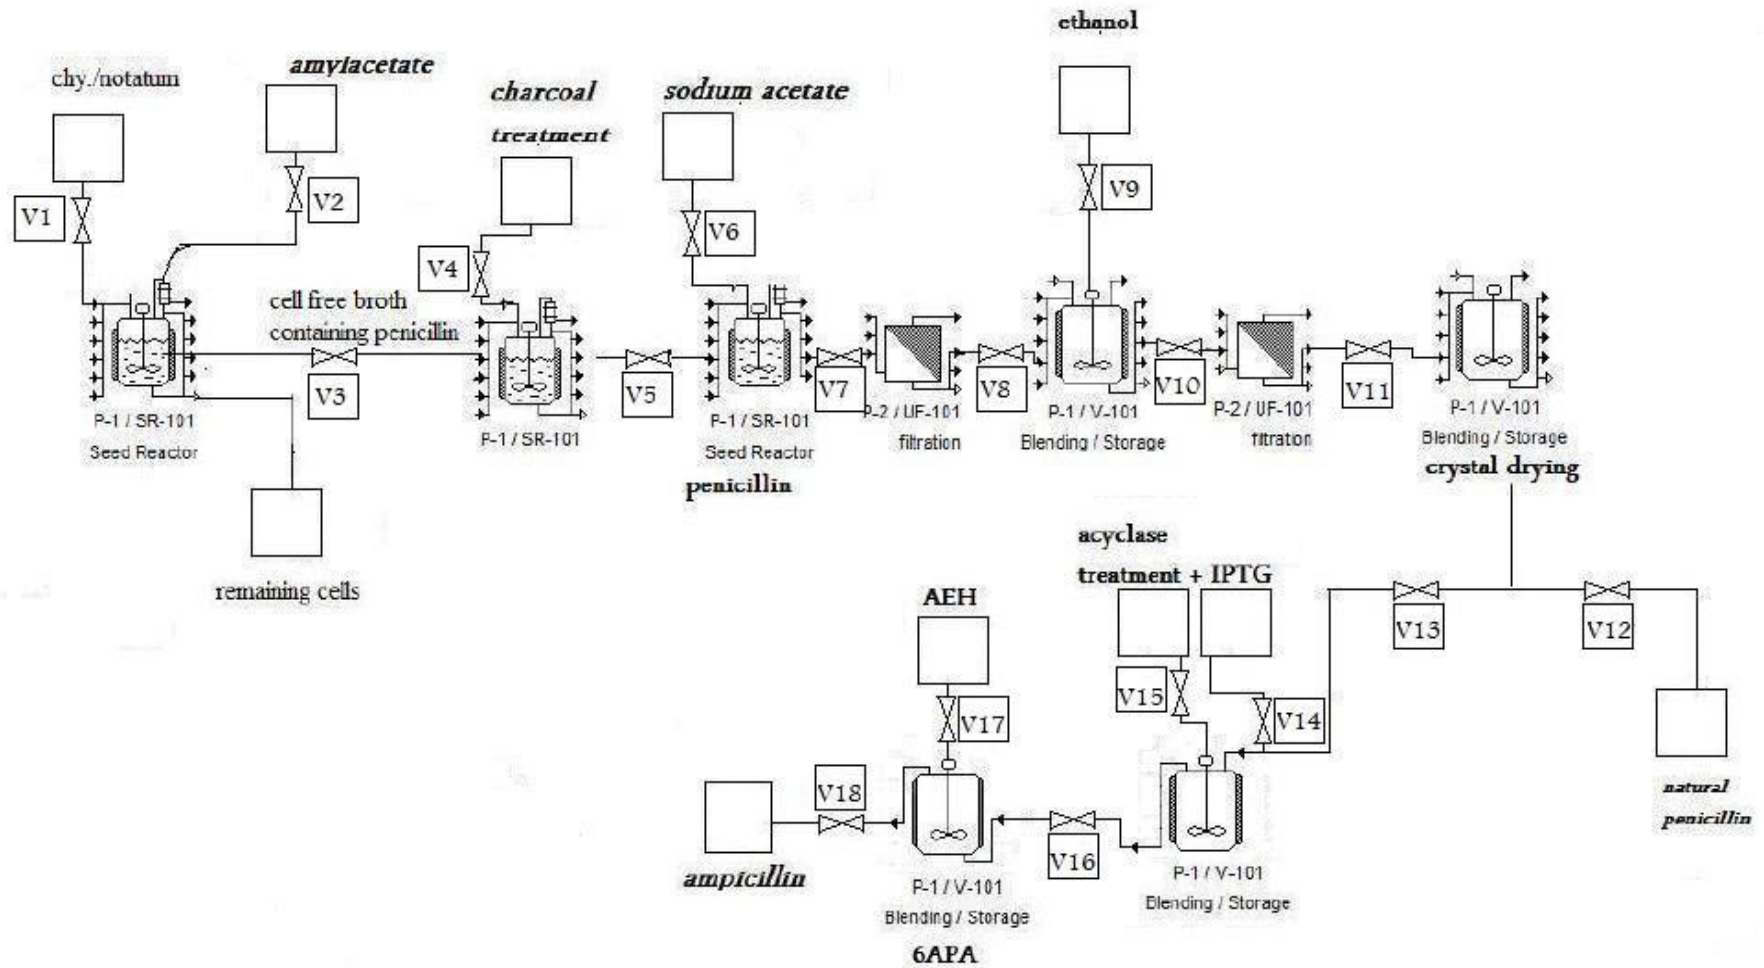 ethanol
chy./notatum
amylacetate
charcoal
treatment
sodium acetate
V1
V2
V4
V6
V9
cell free broth
containing penicillin
V3
V5
V7
V8
V10
V11
P-1 / SR-101
Seed Reactor
P-1 / SR-101
P-1 / SR-101
Seed Reactor
penicillin
P-2 / UF-101
filtration
P-1 / V-101
Blending / Storage
P-2 / UF-101
filtration
P-1 / V-101
Blending / Storage
crystal drying
remaining cells
acyclase
treatment + IPTG
AEH
V13
V12
V15
V14
V17
V18
V16
natural
penicillin
ampicillin
P-1 / V-101
Blending / Storage
6APA
P-1 / V-101
Blending / Storage